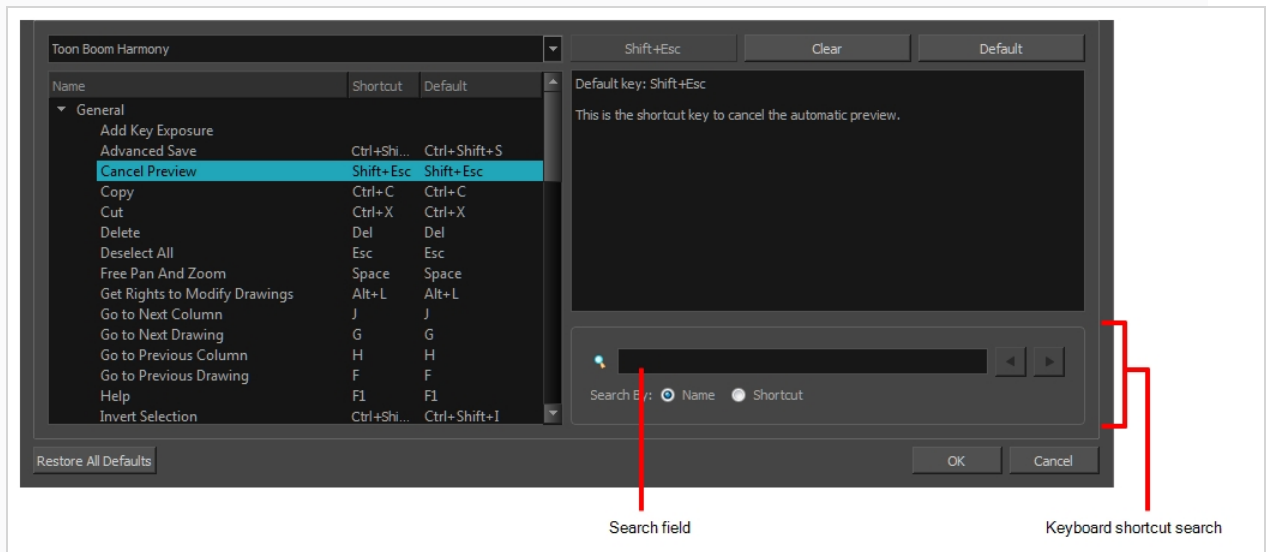 Toon Boom Harmony
Shift+Esc Clear Default
Name Shortcut Default
General
Add Key Exposure
Advanced Save Ctrl+Shi... Ctrl+Shift+S
Cancel Preview Shift+Esc Shift+Esc
Copy Ctrl+C Ctrl+C
Cut Ctrl+X Ctrl+X
Delete Del Del
Deselect All Esc Esc
Free Pan And Zoom Space Space
Get Rights to Modify Drawings Alt+L Alt+L
Go to Next Column J J
Go to Next Drawing G G
Go to Previous Column H H
Go to Previous Drawing F F
Help F1 F1
Invert Selection Ctrl+Shi... Ctrl+Shift+I
Default key: Shift+Esc
This is the shortcut key to cancel the automatic preview.
Search By: Name Shortcut
Restore All Defaults
OK Cancel
Search field
Keyboard shortcut search